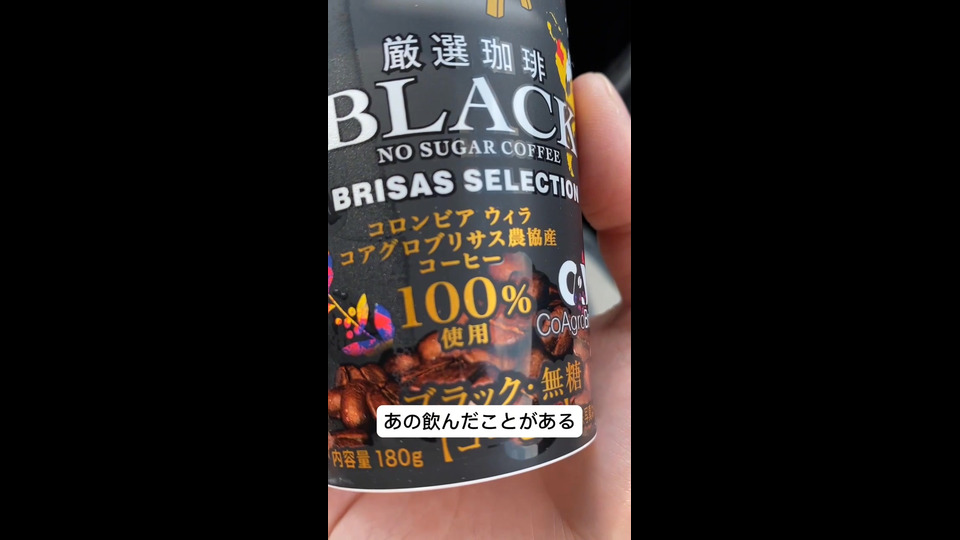 厳選珈琲
BLACK
NO SUGAR COFFEE
BRISAS SELECTION
コロンビア ウィラ
コアグロブリサス農協産
コーヒー
100%
使用
CoAgro
ブラック・無糖
あの飲んだことがある
内容量 180g